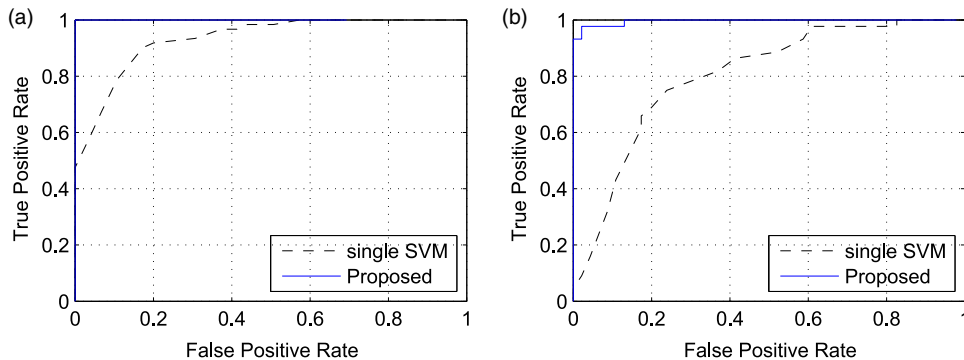 (a)
1
0.8
0.6
0.4
0.2
0
True Positive Rate
single SVM
Proposed
0 0.2 0.4 0.6 0.8 1
False Positive Rate
(b)
1
0.8
0.6
0.4
0.2
0
True Positive Rate
single SVM
Proposed
0 0.2 0.4 0.6 0.8 1
False Positive Rate